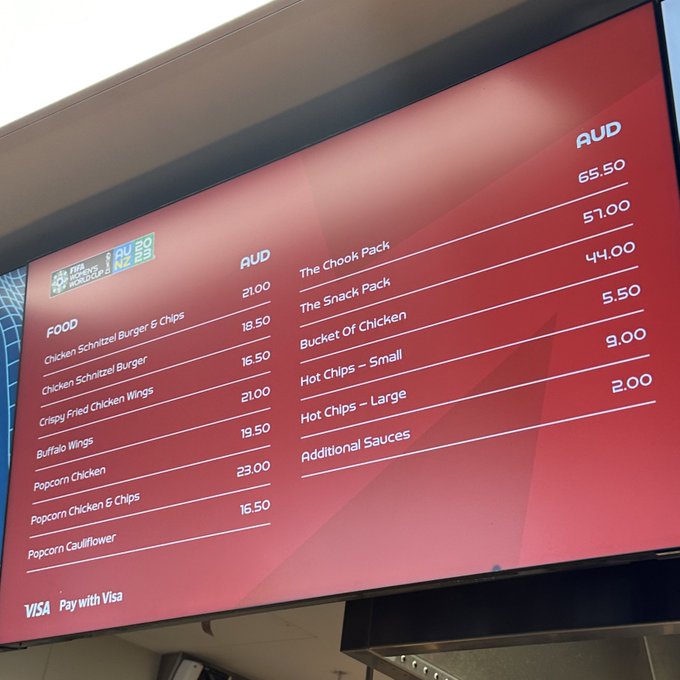 FIFA
WOMEN'S
WORLD CUP
AU 20
NZ 23
FOOD AUD
Chicken Schnitzel Burger & Chips 21.00
Chicken Schnitzel Burger 18.50
Crispy Fried Chicken Wings 16.50
Buffalo Wings 21.00
Popcorn Chicken 19.50
Popcorn Chicken & Chips 23.00
Popcorn Cauliflower 16.50
AUD
The Chook Pack 65.50
The Snack Pack 57.00
Bucket Of Chicken 44.00
Hot Chips – Small 5.50
Hot Chips – Large 9.00
Additional Sauces 2.00
VISA Pay with Visa